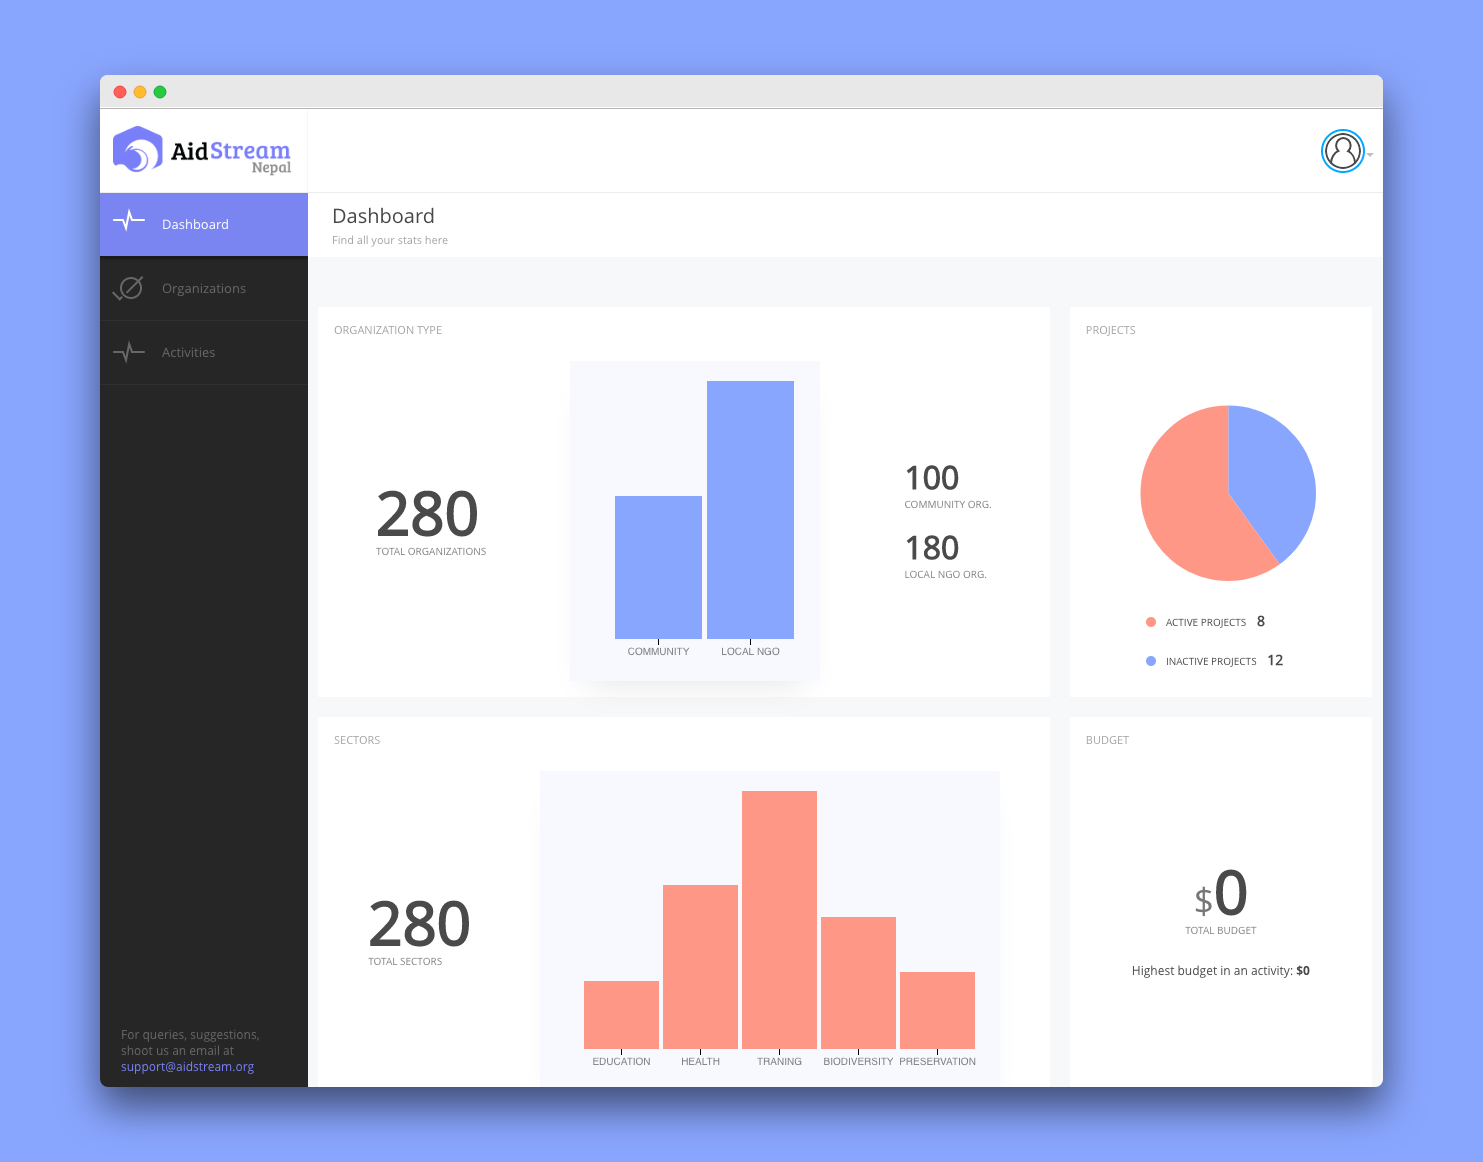 AidStream
Nepal
Dashboard
Organizations
Activities
For queries, suggestions,
shoot us an email at
support@aidstream.org
Dashboard
Find all your stats here
ORGANIZATION TYPE
280
TOTAL ORGANIZATIONS
COMMUNITY LOCAL NGO
100
COMMUNITY ORG.
180
LOCAL NGO ORG.
PROJECTS
ACTIVE PROJECTS 8
INACTIVE PROJECTS 12
SECTORS
280
TOTAL SECTORS
EDUCATION HEALTH TRANING BIODIVERSITY PRESERVATION
BUDGET
$0
TOTAL BUDGET
Highest budget in an activity: $0